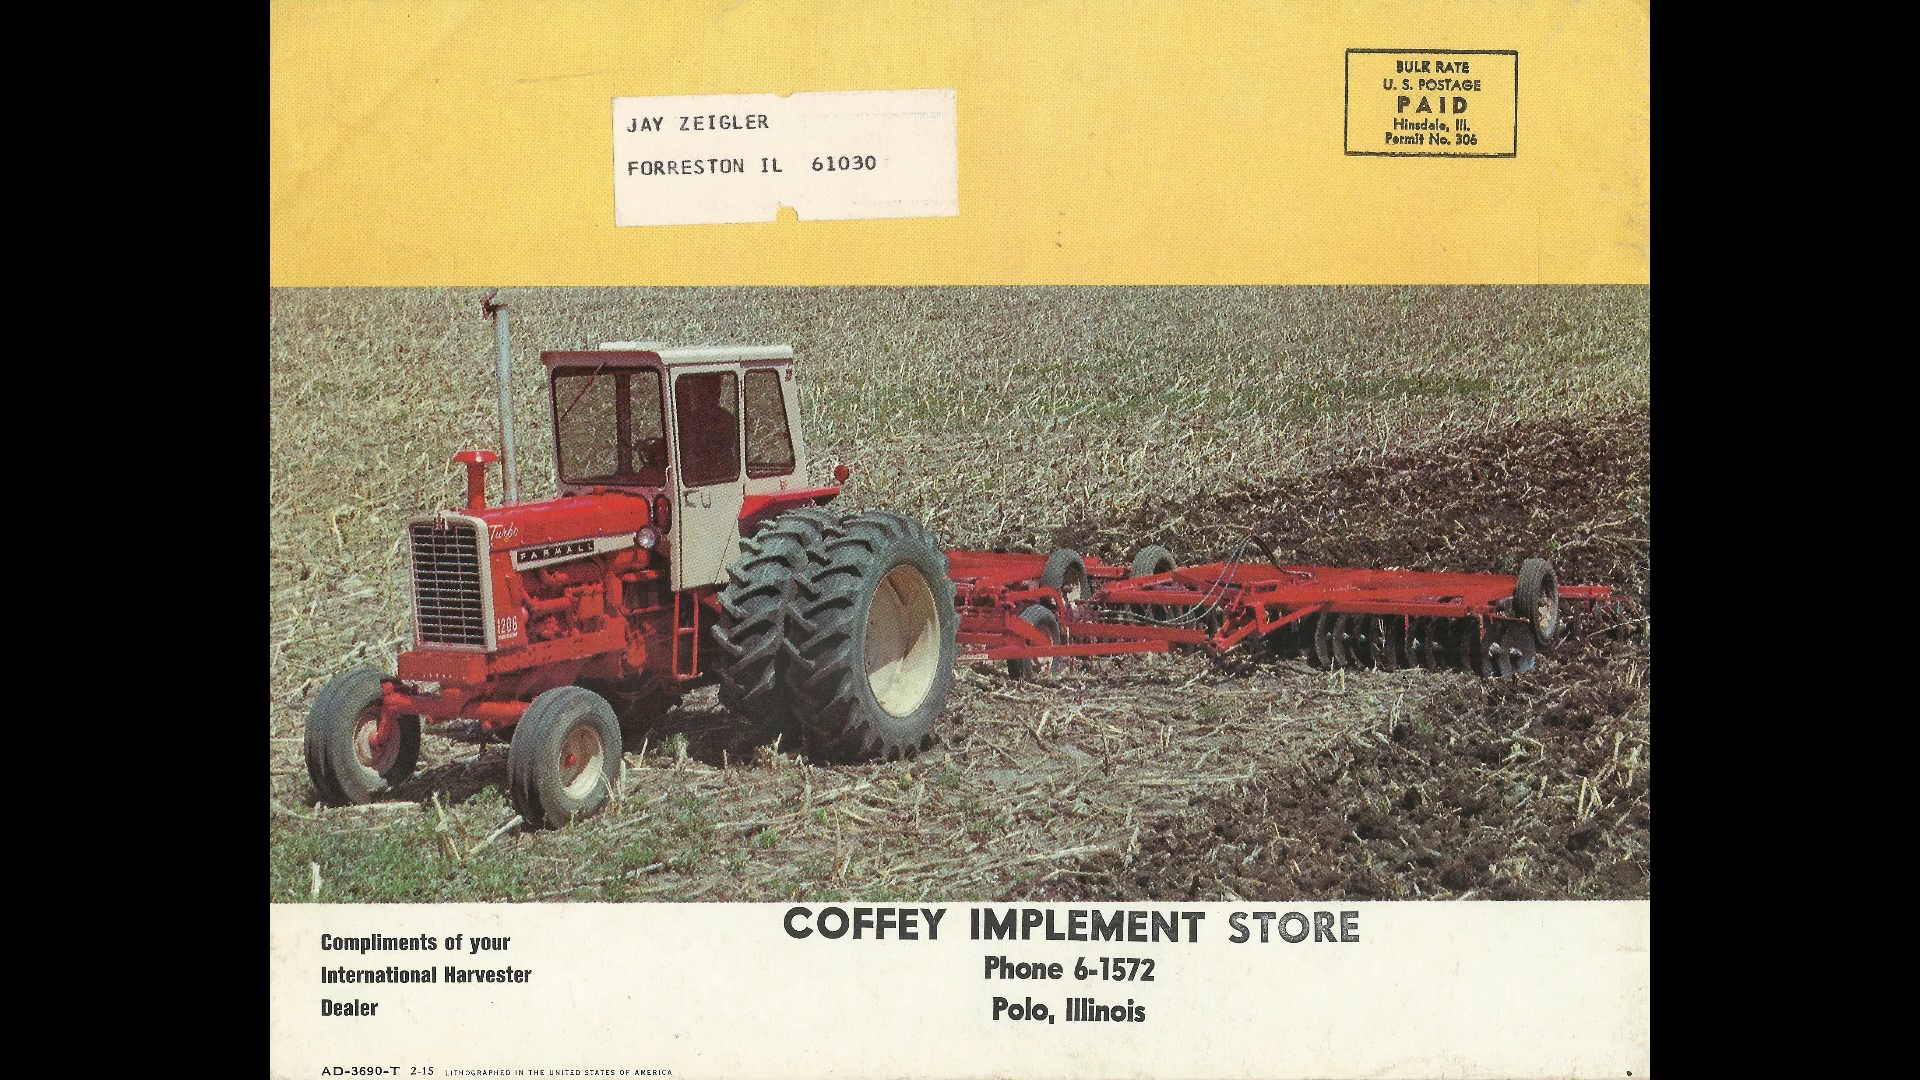 BULK RATE
U. S. POSTAGE
PAID
Hinsdale, Ill.
Permit No. 306
JAY ZEIGLER
FORRESTON IL 61030
Turbo
FARMALL
1206
COFFEY IMPLEMENT STORE
Phone 6-1572
Polo, Illinois
Compliments of your
International Harvester
Dealer
AD-3690-T 2-15 LITHOGRAPHED IN THE UNITED STATES OF AMERICA